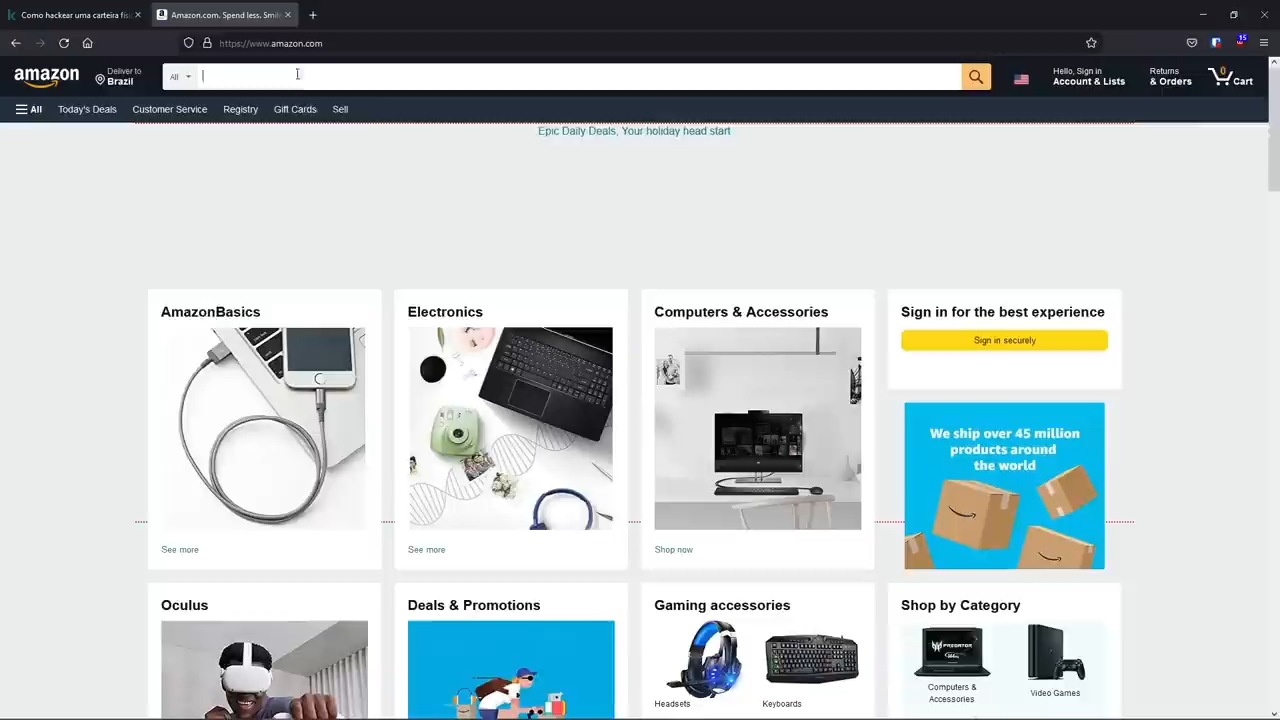 Como hackear uma carteira físi
Amazon.com. Spend less. Smil
https://www.amazon.com
15
amazon
Deliver to
Brazil
All
Hello, Sign in
Account & Lists
Returns
& Orders
0
Cart
All
Today's Deals
Customer Service
Registry
Gift Cards
Sell
Epic Daily Deals, Your holiday head start
AmazonBasics
See more
Electronics
See more
Computers & Accessories
Shop now
Sign in for the best experience
Sign in securely
We ship over 45 million
products around
the world
Oculus
Deals & Promotions
Gaming accessories
Headsets
Keyboards
Shop by Category
PREDATOR
Computers &
Accessories
Video Games